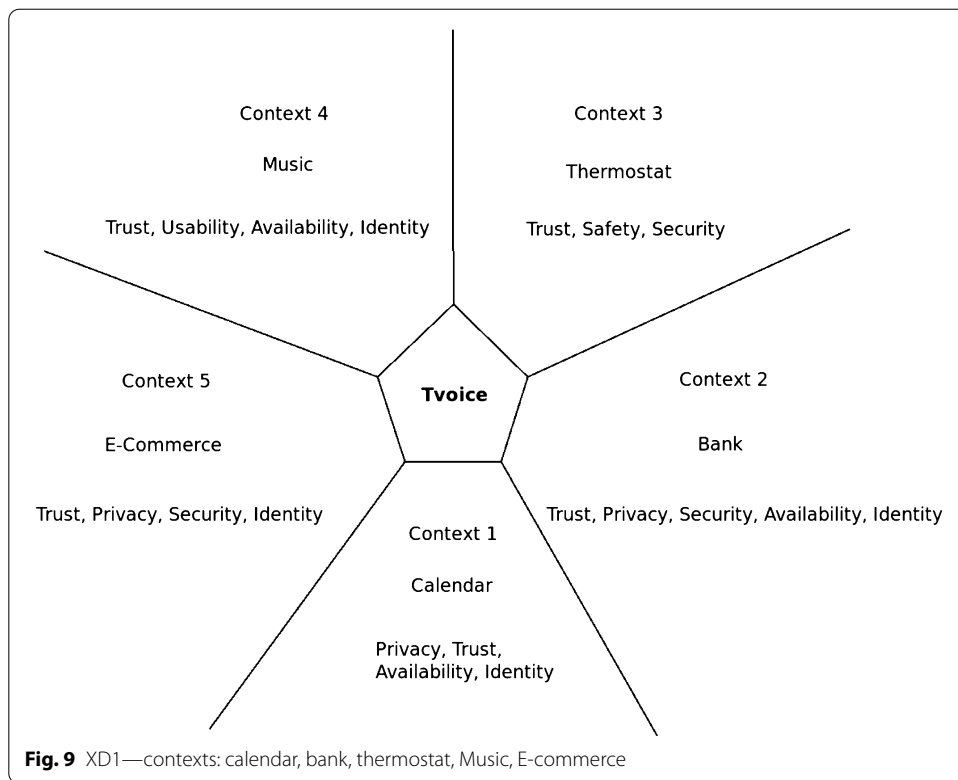 Context 4
Music
Trust, Usability, Availability, Identity
Context 3
Thermostat
Trust, Safety, Security
Context 5
E-Commerce
Trust, Privacy, Security, Identity
Tvoice
Context 2
Bank
Trust, Privacy, Security, Availability, Identity
Context 1
Calendar
Privacy, Trust,
Availability, Identity
Fig. 9 XD1—contexts: calendar, bank, thermostat, Music, E-commerce